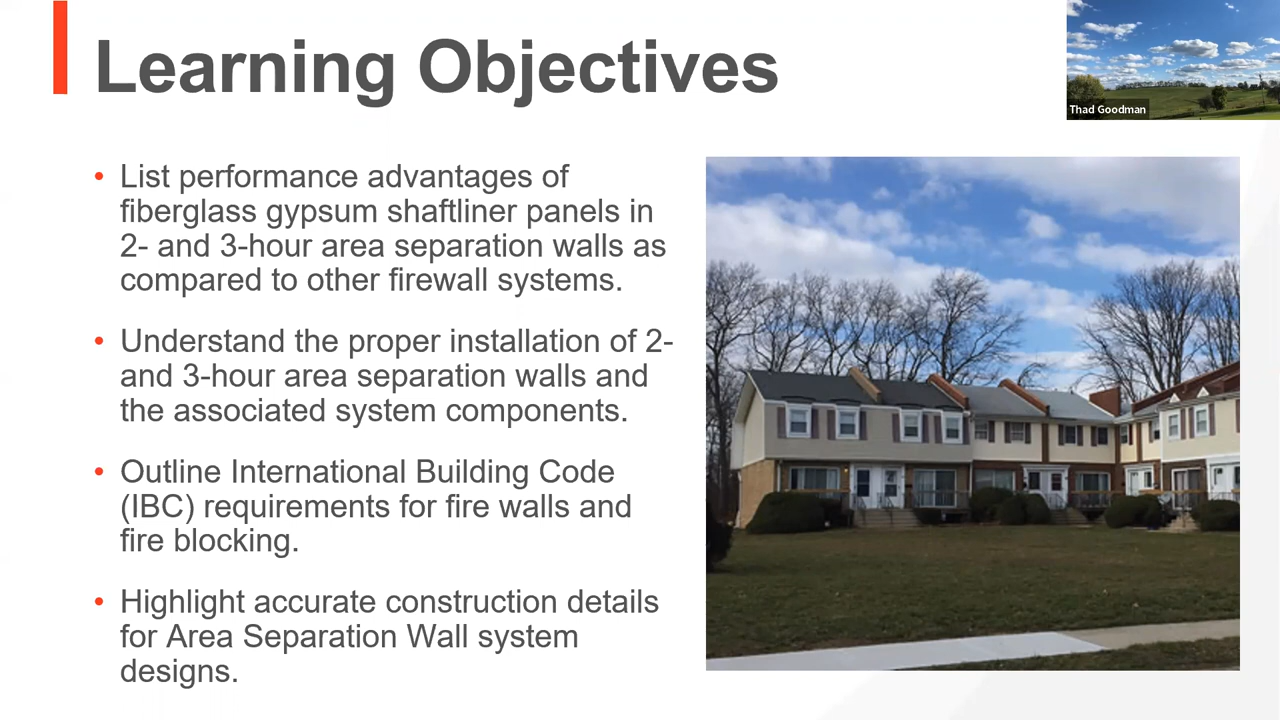 Learning Objectives
Thad Goodman
• List performance advantages of
fiberglass gypsum shaftliner panels in
2- and 3-hour area separation walls as
compared to other firewall systems.
• Understand the proper installation of 2-
and 3-hour area separation walls and
the associated system components.
• Outline International Building Code
(IBC) requirements for fire walls and
fire blocking.
• Highlight accurate construction details
for Area Separation Wall system
designs.